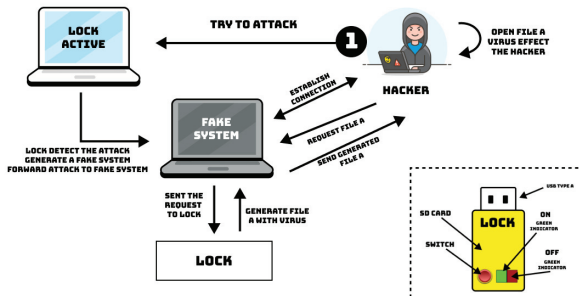 LOCK
ACTIVE
TRY TO ATTACK
1
HACKER
OPEN FILE A
VIRUS EFFECT
THE HACKER
LOCK DETECT THE ATTACK
GENERATE A FAKE SYSTEM
FORWARD ATTACK TO FAKE SYSTEM
FAKE
SYSTEM
ESTABLISH
CONNECTION
REQUEST FILE A
SEND GENERATED
FILE A
SENT THE
REQUEST
TO LOCK
GENERATE FILE
A WITH VIRUS
LOCK
USB TYPE A
SD CARD
LOCK
ON
GREEN
INDICATOR
SWITCH
OFF
GREEN
INDICATOR